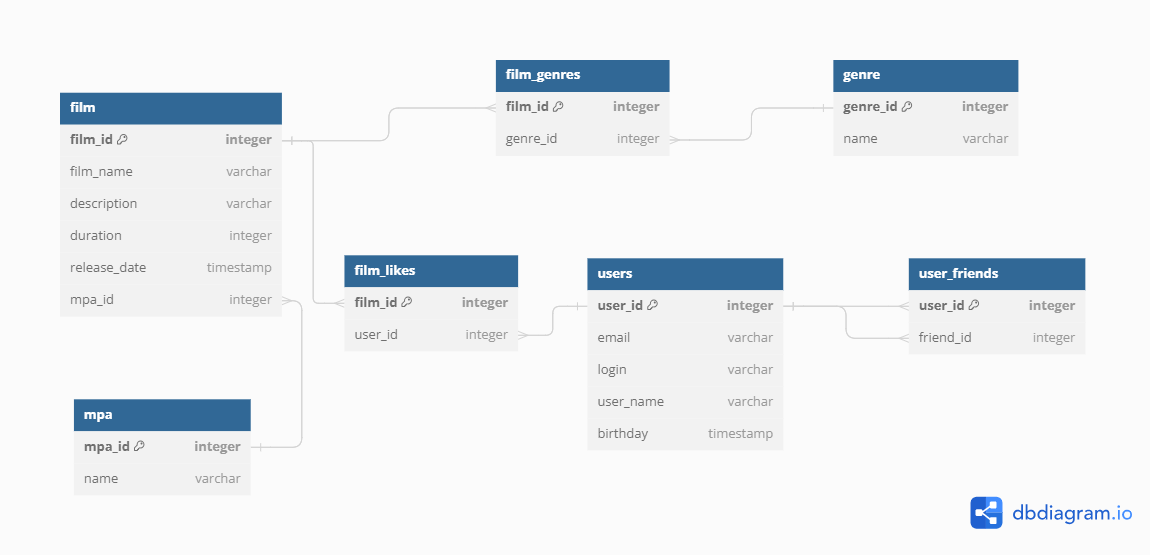 film
film_id integer
film_name varchar
description varchar
duration integer
release_date timestamp
mpa_id integer
film_genres
film_id integer
genre_id integer
genre
genre_id integer
name varchar
film_likes
film_id integer
user_id integer
users
user_id integer
email varchar
login varchar
user_name varchar
birthday timestamp
user_friends
user_id integer
friend_id integer
mpa
mpa_id integer
name varchar
dbdiagram.io